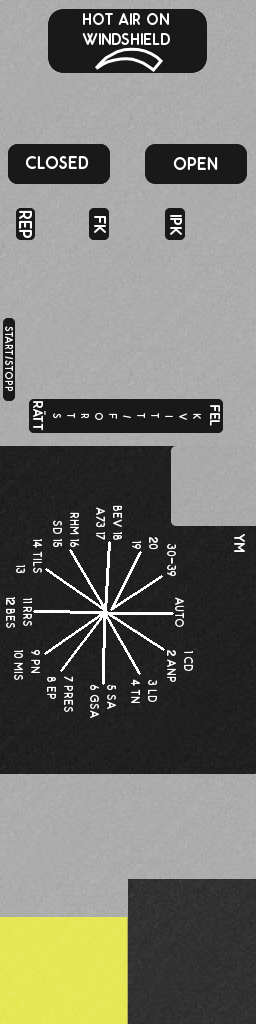 HOT AIR ON
WINDSHIELD
CLOSED
OPEN
REP
FK
IPK
START/STOPP
RÄTT STROF/TTIVK FEL
YM
AUTO
1 CD
2 ANP
3 LD
4 TN
5 SA
6 GSA
7 PRES
8 EP
9 PN
10 MIS
11 RRS
12 BES
13
14 TILS
SD 15
RHM 16
A73 17
BEV 18
19
20
30-39